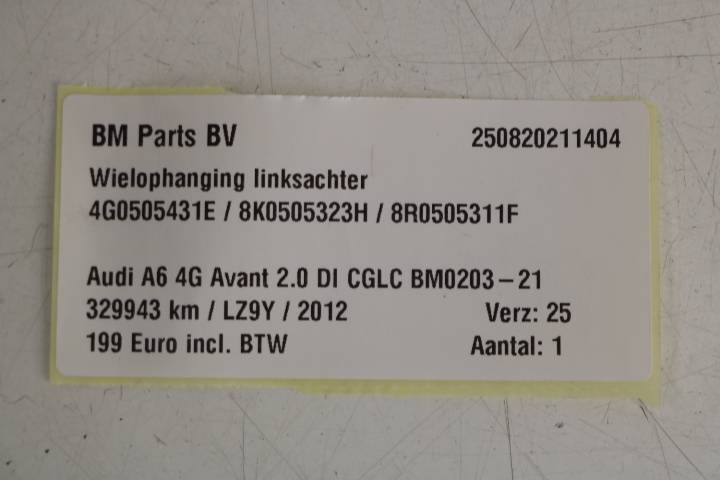 BM Parts BV 250820211404
Wielophanging linksachter
4G0505431E / 8K0505323H / 8R0505311F
Audi A6 4G Avant 2.0 DI CGLC BM0203-21
329943 km / LZ9Y / 2012 Verz: 25
199 Euro incl. BTW Aantal: 1